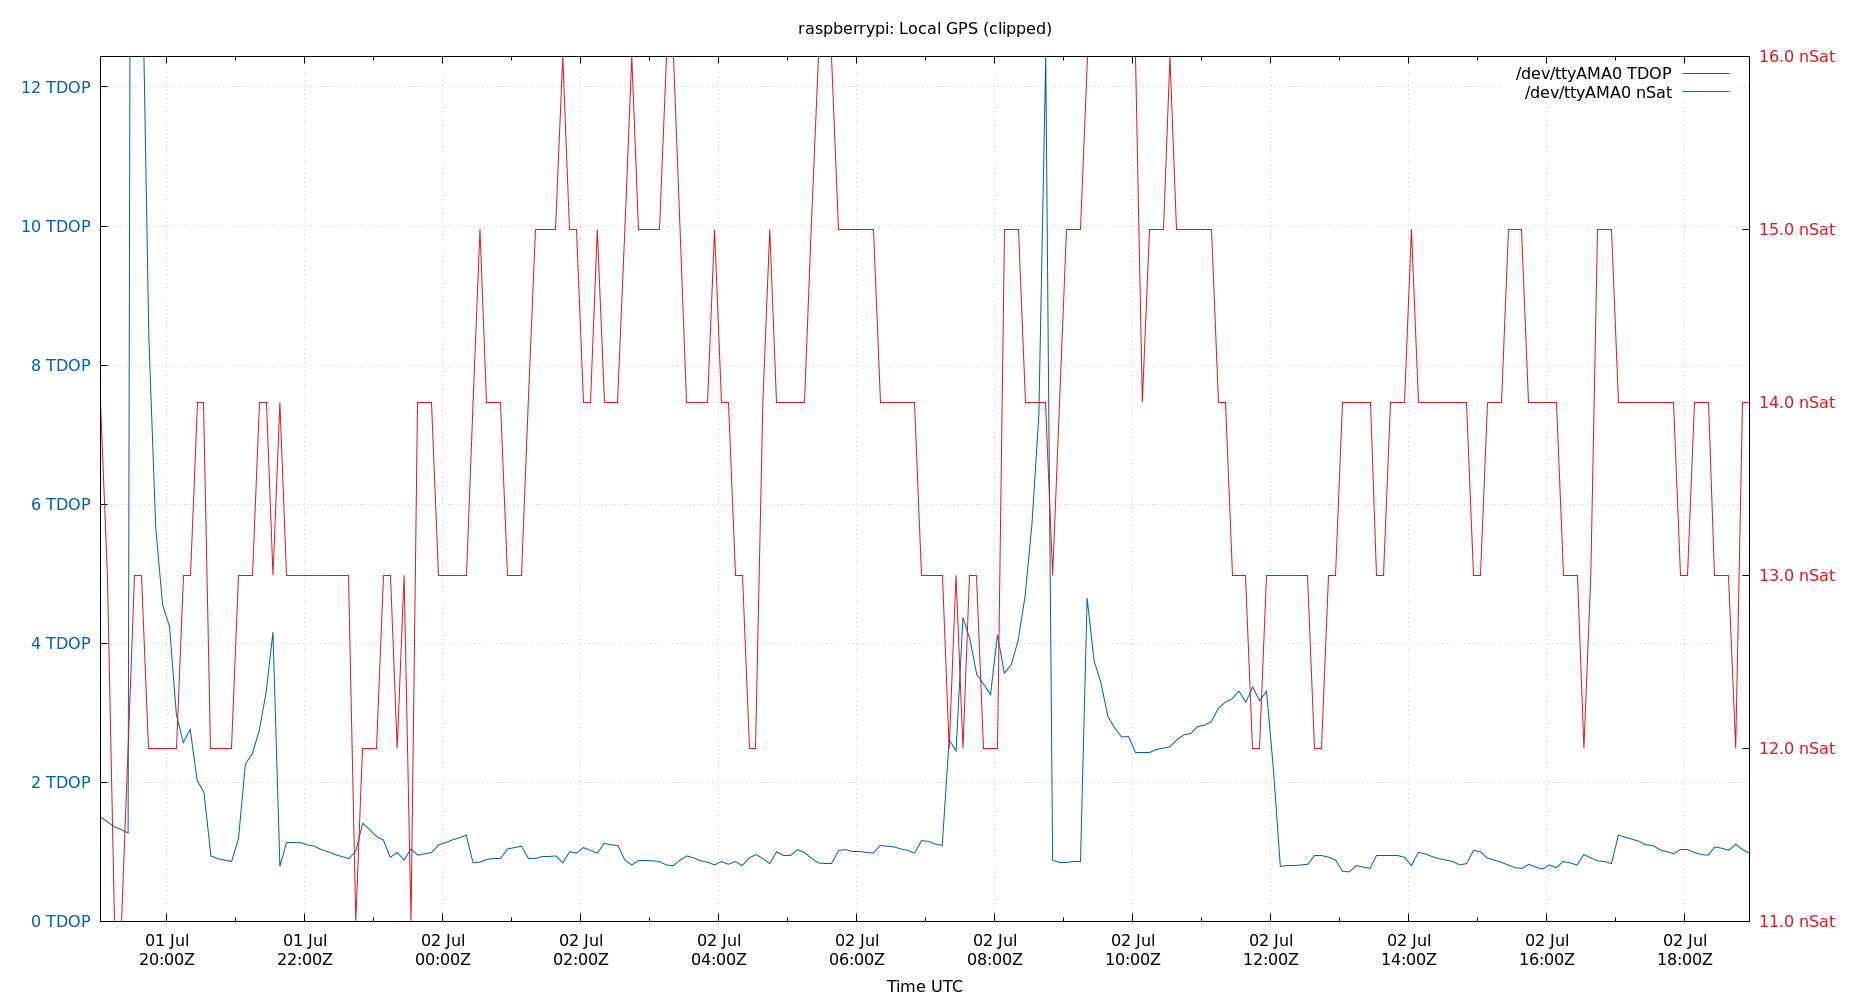 raspberrypi: Local GPS (clipped)
/dev/ttyAMA0 TDOP
/dev/ttyAMA0 nSat
12 TDOP
10 TDOP
8 TDOP
6 TDOP
4 TDOP
2 TDOP
0 TDOP
16.0 nSat
15.0 nSat
14.0 nSat
13.0 nSat
12.0 nSat
11.0 nSat
01 Jul
20:00Z
01 Jul
22:00Z
02 Jul
00:00Z
02 Jul
02:00Z
02 Jul
04:00Z
02 Jul
06:00Z
02 Jul
08:00Z
02 Jul
10:00Z
02 Jul
12:00Z
02 Jul
14:00Z
02 Jul
16:00Z
02 Jul
18:00Z
Time UTC